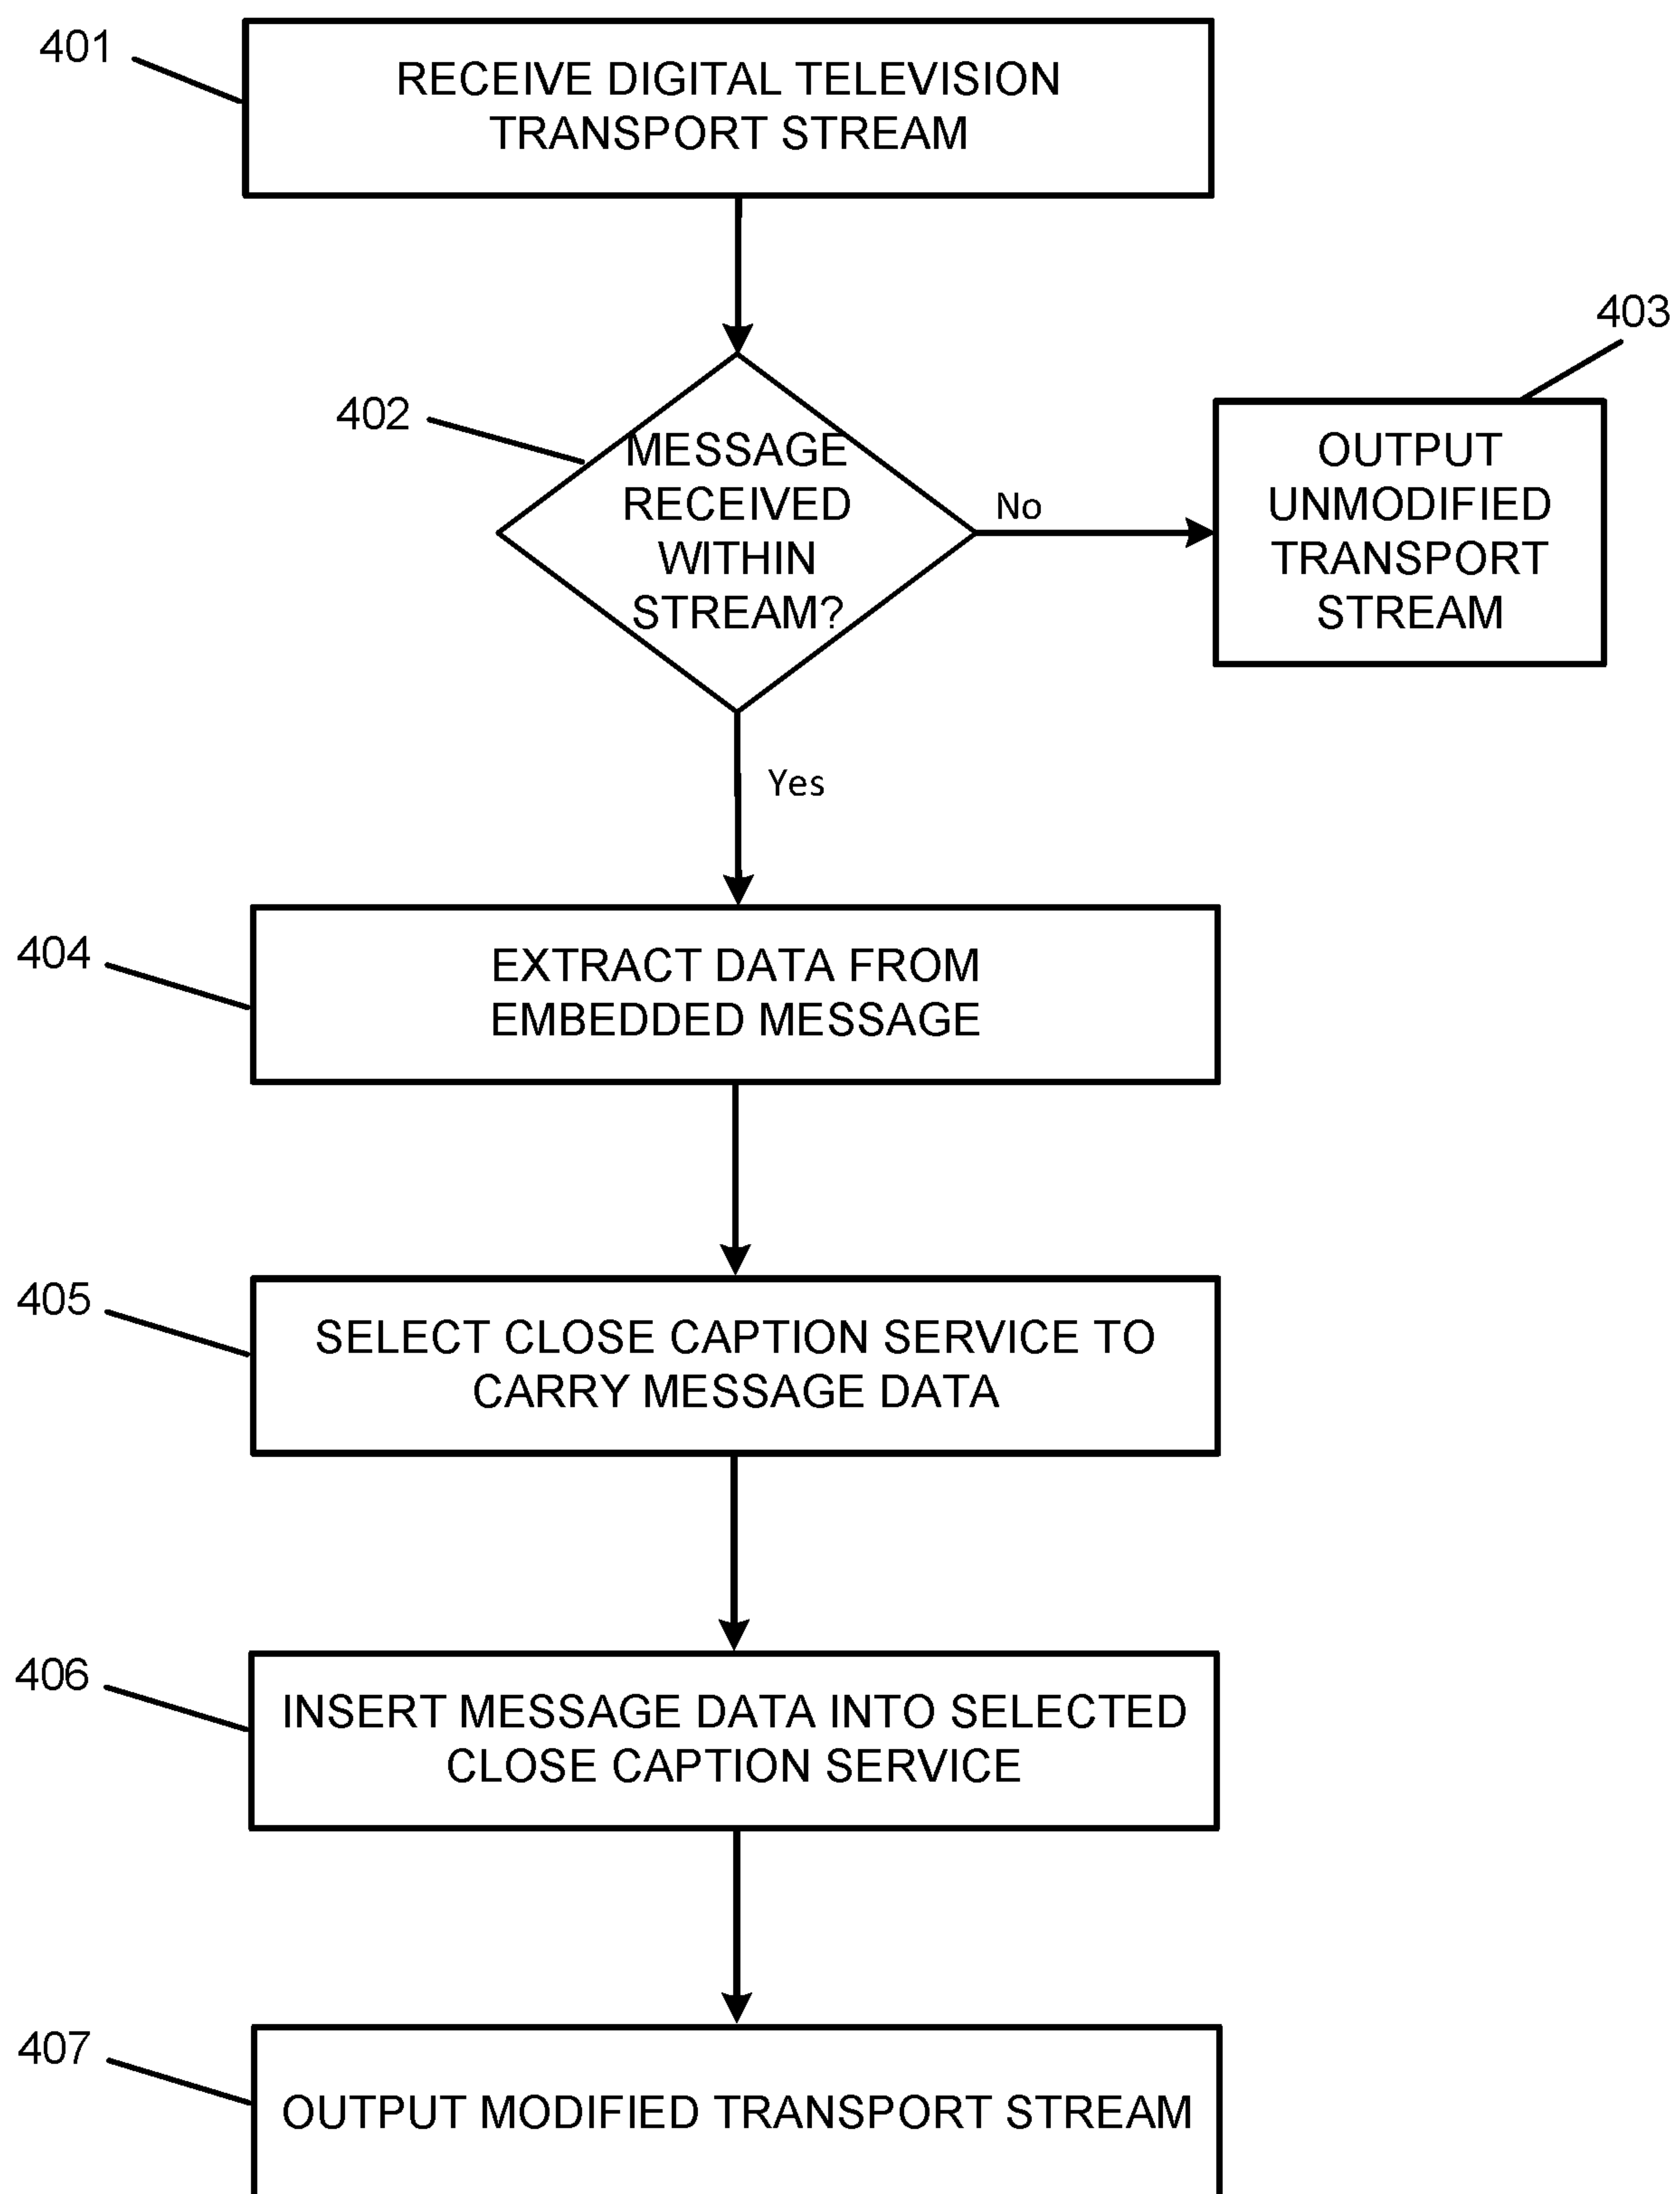 401
RECEIVE DIGITAL TELEVISION
TRANSPORT STREAM
402
MESSAGE
RECEIVED
WITHIN
STREAM?
No
403
OUTPUT
UNMODIFIED
TRANSPORT
STREAM
Yes
404
EXTRACT DATA FROM
EMBEDDED MESSAGE
405
SELECT CLOSE CAPTION SERVICE TO
CARRY MESSAGE DATA
406
INSERT MESSAGE DATA INTO SELECTED
CLOSE CAPTION SERVICE
407
OUTPUT MODIFIED TRANSPORT STREAM